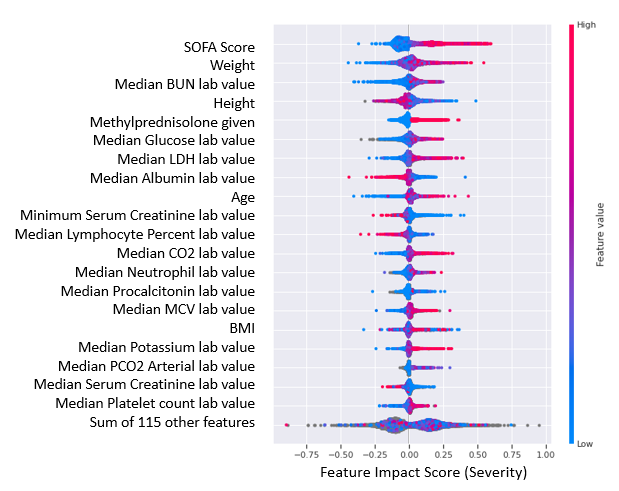 High
SOFA Score
Weight
Median BUN lab value
Height
Methylprednisolone given
Median Glucose lab value
Median LDH lab value
Median Albumin lab value
Age
Minimum Serum Creatinine lab value
Median Lymphocyte Percent lab value
Median CO2 lab value
Median Neutrophil lab value
Median Procalcitonin lab value
Median MCV lab value
BMI
Median Potassium lab value
Median PCO2 Arterial lab value
Median Serum Creatinine lab value
Median Platelet count lab value
Sum of 115 other features
Feature value
Low
−0.75 −0.50 −0.25 0.00 0.25 0.50 0.75 1.00
Feature Impact Score (Severity)